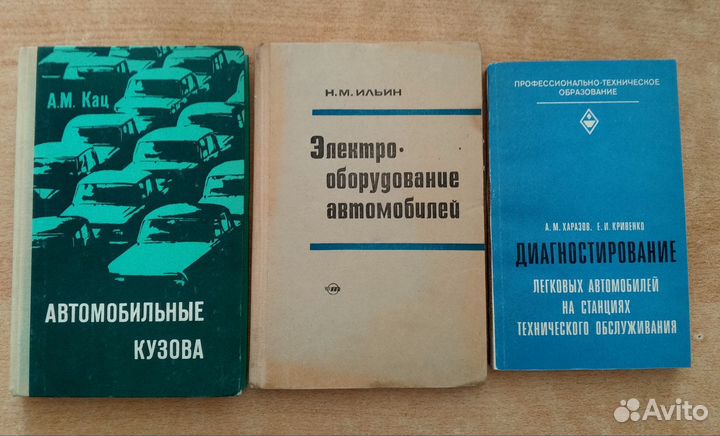 А.М. Кац
АВТОМОБИЛЬНЫЕ
КУЗОВА
Н.М. ИЛЬИН
Электро-
оборудование
автомобилей
ПРОФЕССИОНАЛЬНО-ТЕХНИЧЕСКОЕ
ОБРАЗОВАНИЕ
А. М. ХАРАЗОВ, Е. И. КРИВЕНКО
ДИАГНОСТИРОВАНИЕ
ЛЕГКОВЫХ АВТОМОБИЛЕЙ
НА СТАНЦИЯХ
ТЕХНИЧЕСКОГО ОБСЛУЖИВАНИЯ
Avito